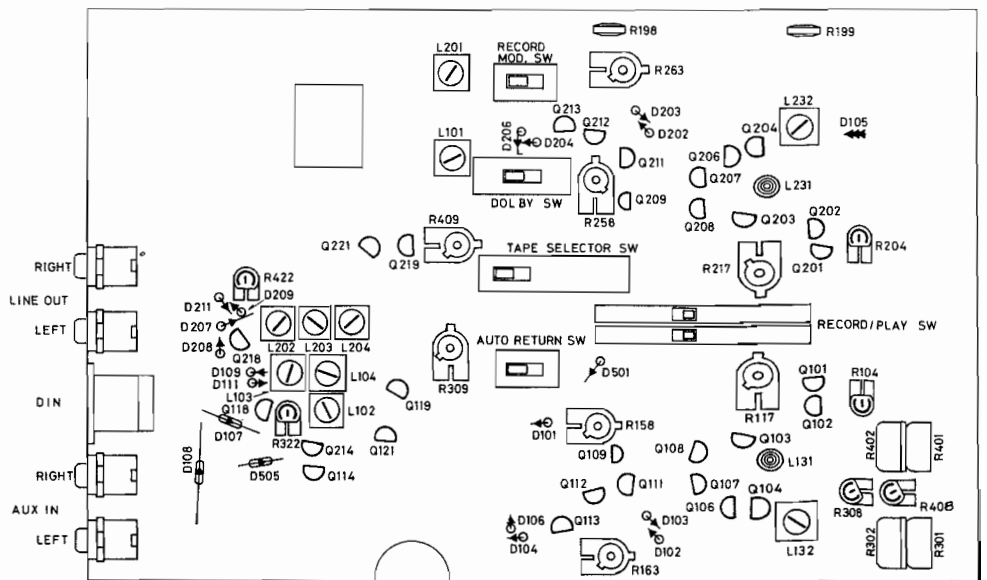 R198
R199
L201
RECORD
MOD. SW
R263
Q213
Q212
D203
D202
L232
D105
L101
D206
D204
Q211
Q206
Q204
Q207
L231
DOLBY SW
R258
Q209
Q208
Q203
Q202
R409
Q221
Q219
TAPE SELECTOR SW
R217
Q201
R204
RIGHT
R422
D209
LINE OUT
D211
LEFT
D207
D208
L202
L203
L204
RECORD/PLAY SW
Q218
AUTO RETURN SW
D109
D111
L104
R309
D501
Q101
R104
L103
DIN
Q118
L102
Q119
R117
Q102
D107
R322
Q121
D101
R158
Q103
R402
R401
Q214
Q109
Q108
L131
RIGHT
D108
D505
Q114
Q112
Q111
Q107
Q104
Q106
R308
R408
AUX IN
D106
Q113
D103
LEFT
D104
D102
R163
L132
R302
R301